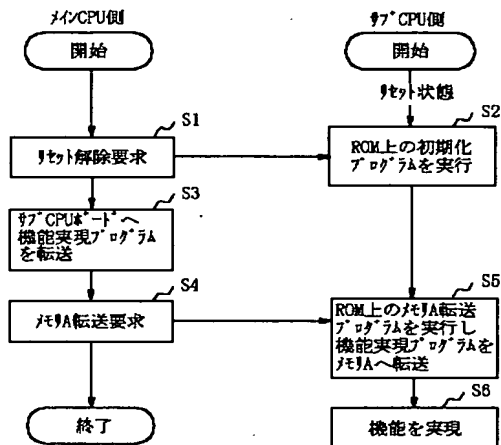 メインCPU側
開始
S1
リセット解除要求
S3
サブCPUボードへ
機能実現プログラム
を転送
S4
メモリA転送要求
終了
サブCPU側
開始
リセット状態
S2
ROM上の初期化
プログラムを実行
S5
ROM上のメモリA転送
プログラムを実行し
機能実現プログラムを
メモリAへ転送
S6
機能を実現